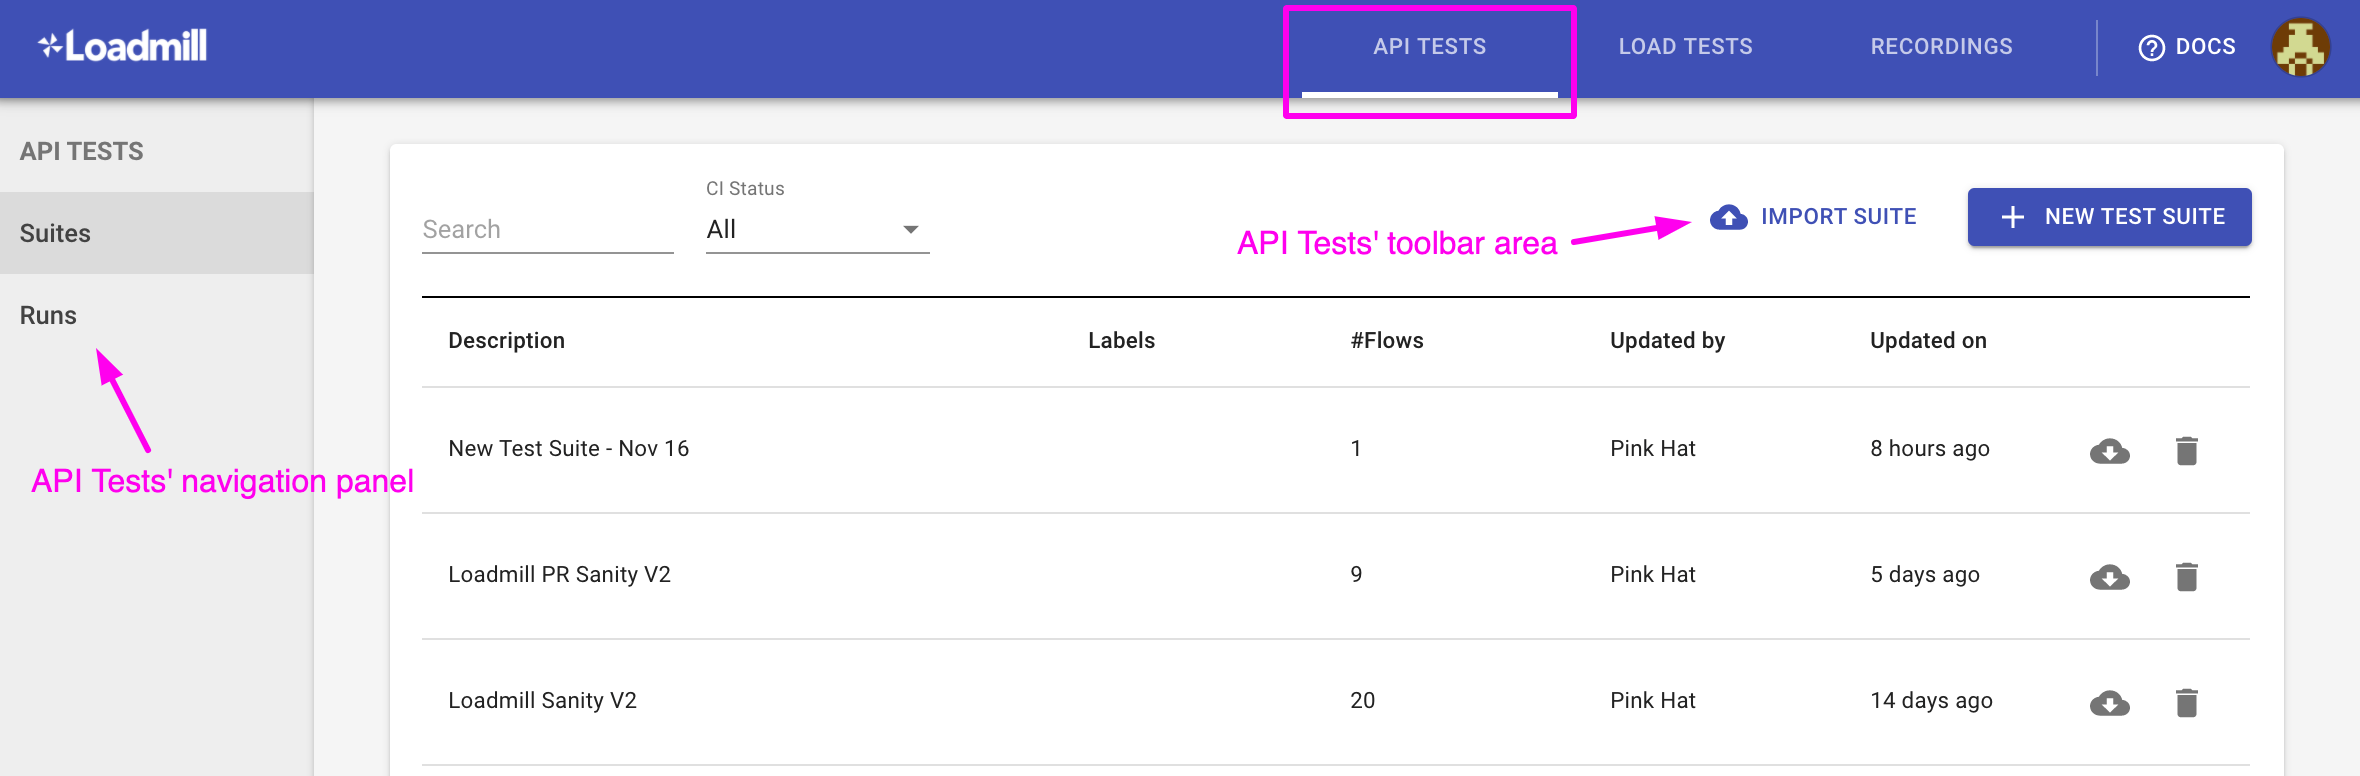 Loadmill
API TESTS
LOAD TESTS
RECORDINGS
DOCS
API TESTS
Suites
Runs
API Tests' navigation panel
CI Status
Search
All
API Tests' toolbar area
IMPORT SUITE
NEW TEST SUITE
Description Labels #Flows Updated by Updated on
New Test Suite - Nov 16 1 Pink Hat 8 hours ago
Loadmill PR Sanity V2 9 Pink Hat 5 days ago
Loadmill Sanity V2 20 Pink Hat 14 days ago